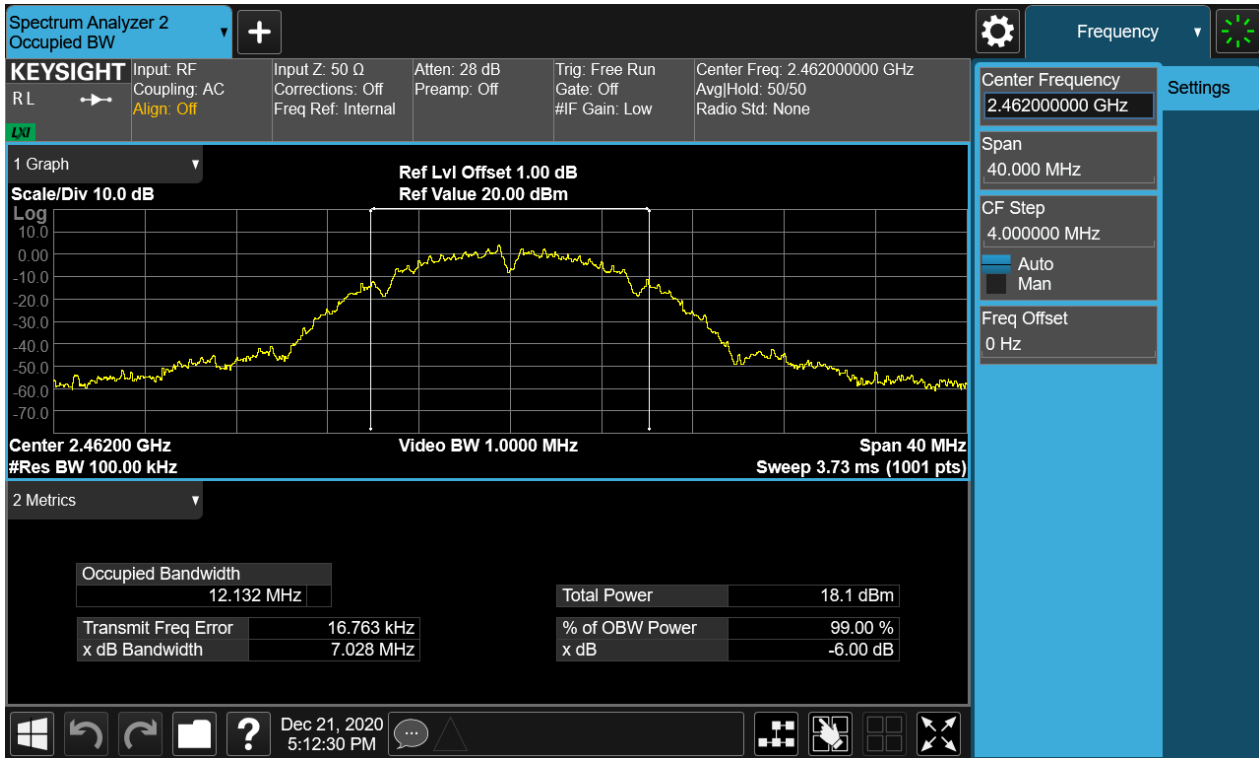 Spectrum Analyzer 2
Occupied BW
Frequency
KEYSIGHT
R L
LXI
Input: RF
Coupling: AC
Align: Off
Input Z: 50 Ω
Corrections: Off
Freq Ref: Internal
Atten: 28 dB
Preamp: Off
Trig: Free Run
Gate: Off
#IF Gain: Low
Center Freq: 2.462000000 GHz
Avg|Hold: 50/50
Radio Std: None
Center Frequency
2.462000000 GHz
Settings
Span
40.000 MHz
CF Step
4.000000 MHz
Auto
Man
Freq Offset
0 Hz
1 Graph
Scale/Div 10.0 dB
Ref Lvl Offset 1.00 dB
Ref Value 20.00 dBm
Log
10.0
0.00
-10.0
-20.0
-30.0
-40.0
-50.0
-60.0
-70.0
Center 2.46200 GHz
#Res BW 100.00 kHz
Video BW 1.0000 MHz
Span 40 MHz
Sweep 3.73 ms (1001 pts)
2 Metrics
Occupied Bandwidth
12.132 MHz
Total Power 18.1 dBm
Transmit Freq Error 16.763 kHz
% of OBW Power 99.00 %
x dB Bandwidth 7.028 MHz
x dB -6.00 dB
?
Dec 21, 2020
5:12:30 PM